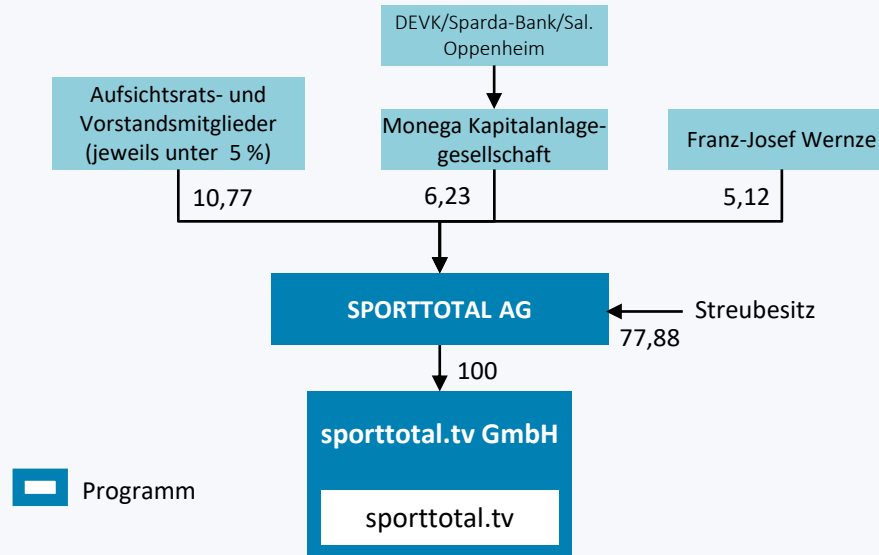 DEVK/Sparda-Bank/Sal.
Oppenheim
Aufsichtsrats- und
Vorstandsmitglieder
(jeweils unter 5 %)
Monega Kapitalanlage-
gesellschaft
Franz-Josef Wernze
10,77
6,23
5,12
SPORTTOTAL AG
Streubesitz
77,88
100
sporttotal.tv GmbH
sporttotal.tv
Programm